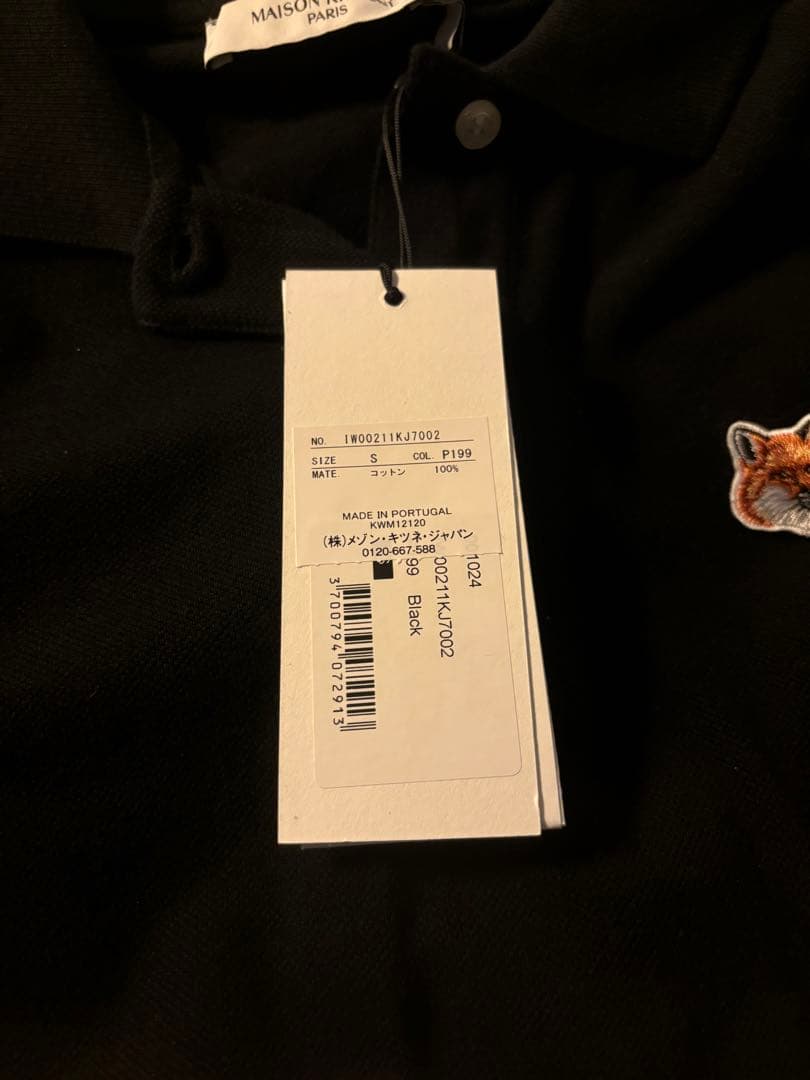 MAISON
PARIS
NO. IW00211KJ7002
SIZE S COL. P199
MATE. コットン 100%
MADE IN PORTUGAL
KWM12120
(株)メゾン・キツネ・ジャパン
0120-667-588
1024
00211KJ7002
99 Black
3700794072913